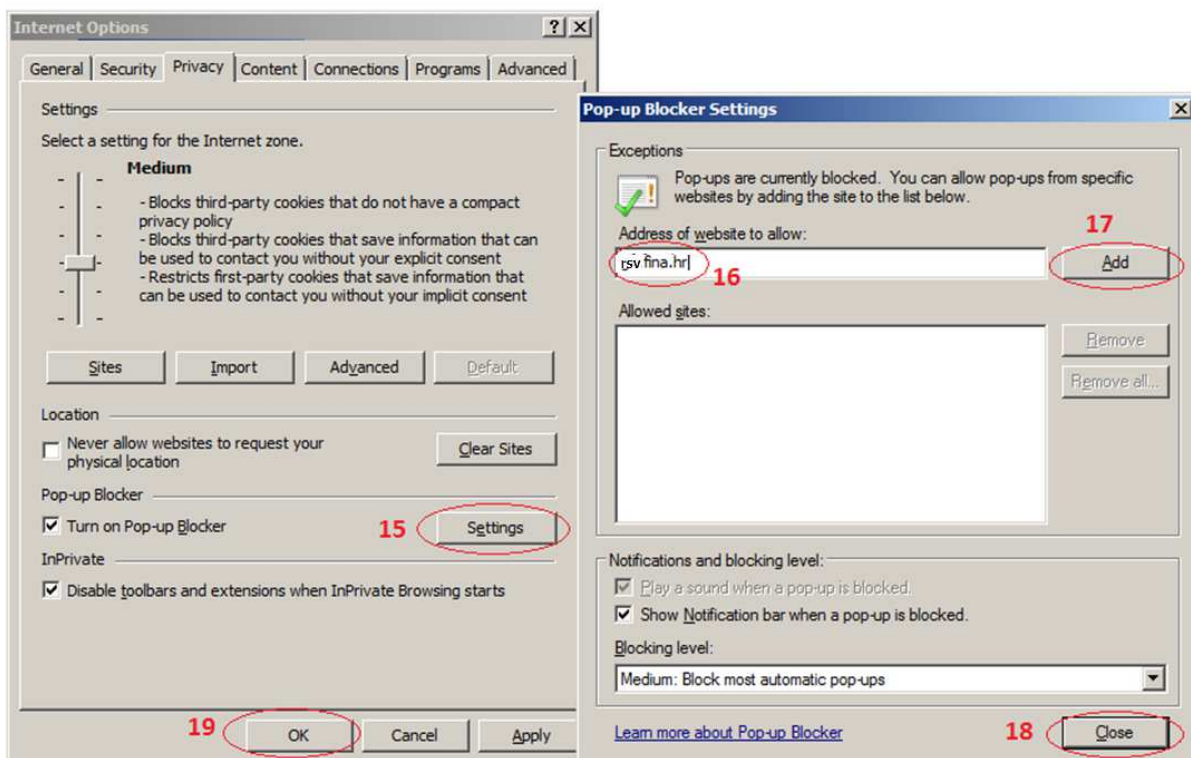 Internet Options
General
Security
Privacy
Content
Connections
Programs
Advanced
Settings
Select a setting for the Internet zone.
Medium
- Blocks third-party cookies that do not have a compact
privacy policy
- Blocks third-party cookies that save information that can
be used to contact you without your explicit consent
- Restricts first-party cookies that save information that
can be used to contact you without your implicit consent
Sites
Import
Advanced
Default
Location
Never allow websites to request your
physical location
Clear Sites
Pop-up Blocker
Turn on Pop-up Blocker
15
Settings
InPrivate
Disable toolbars and extensions when InPrivate Browsing starts
19
OK
Cancel
Apply
Pop-up Blocker Settings
Exceptions
Pop-ups are currently blocked. You can allow pop-ups from specific
websites by adding the site to the list below.
Address of website to allow:
17
rsv.fina.hr
16
Add
Allowed sites:
Remove
Remove all...
Notifications and blocking level:
Play a sound when a pop-up is blocked.
Show Notification bar when a pop-up is blocked.
Blocking level:
Medium: Block most automatic pop-ups
Learn more about Pop-up Blocker
18
Close